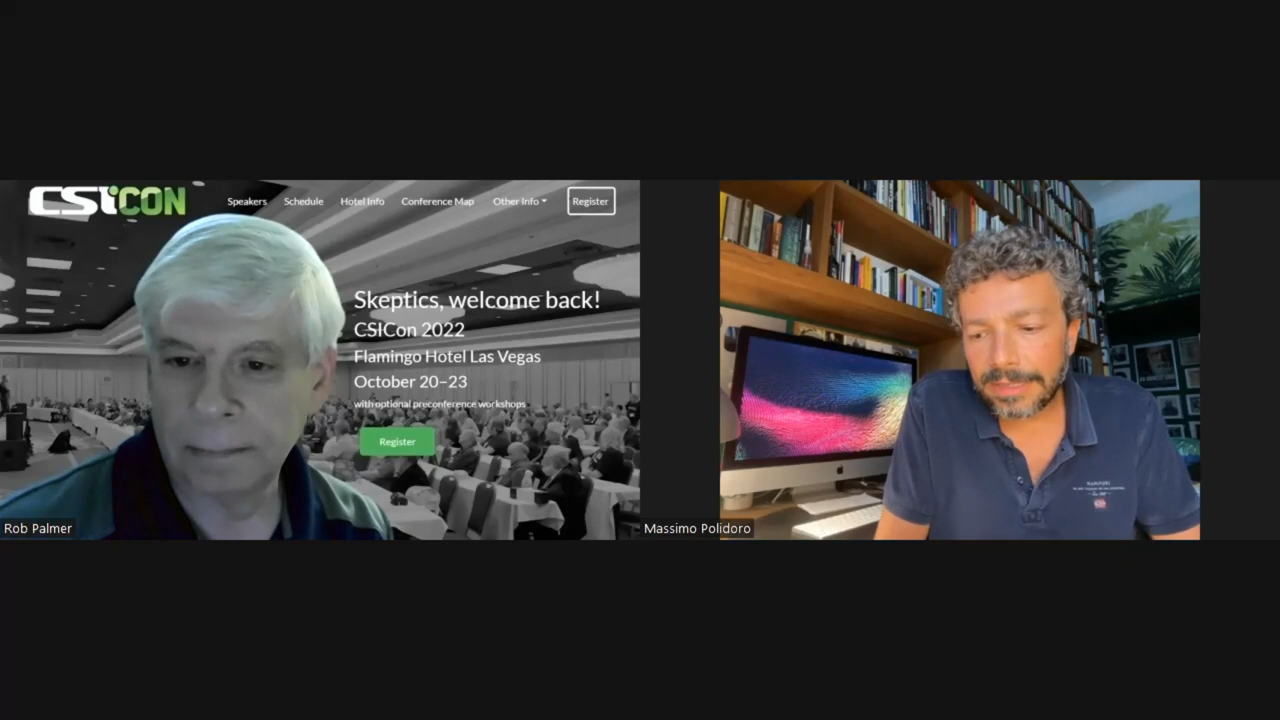 CSICON
Speakers Schedule Hotel Info Conference Map Other Info Register
Skeptics, welcome back!
CSICon 2022
Flamingo Hotel Las Vegas
October 20–23
with optional preconference workshops
Register
Rob Palmer
Massimo Polidoro